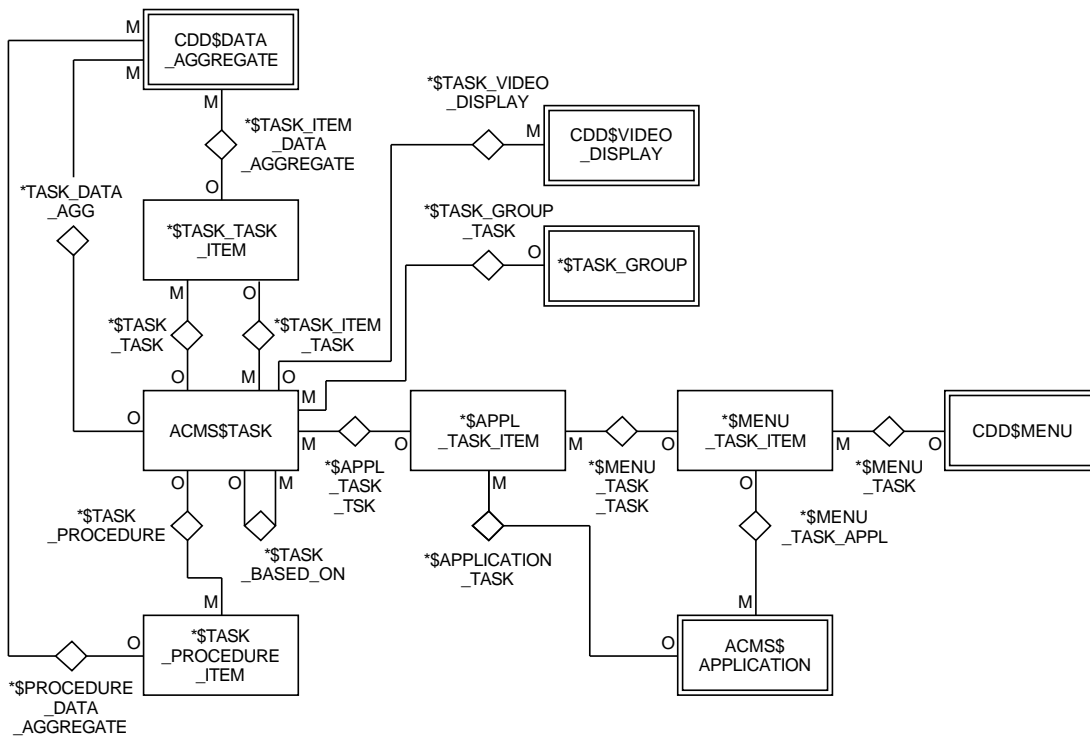 M
CDD$DATA
_AGGREGATE
M
M
*$TASK_ITEM
_DATA
_AGGREGATE
O
*$TASK_VIDEO
_DISPLAY
M
CDD$VIDEO
_DISPLAY
*TASK_DATA
_AGG
*$TASK_TASK
_ITEM
*$TASK_GROUP
_TASK
O
*$TASK_GROUP
M
O
*$TASK
_TASK
*$TASK_ITEM
_TASK
O
M
O
M
O
ACMS$TASK
M
*$APPL
_TASK
_TSK
O
*$APPL
_TASK_ITEM
M
*$MENU
_TASK
_TASK
O
*$MENU
_TASK_ITEM
M
*$MENU
_TASK
O
CDD$MENU
O
O
M
M
O
*$TASK
_PROCEDURE
*$TASK
_BASED_ON
*$APPLICATION
_TASK
*$MENU
_TASK_APPL
M
M
O
*$TASK
_PROCEDURE
_ITEM
O
ACMS$
APPLICATION
*$PROCEDURE
_DATA
_AGGREGATE